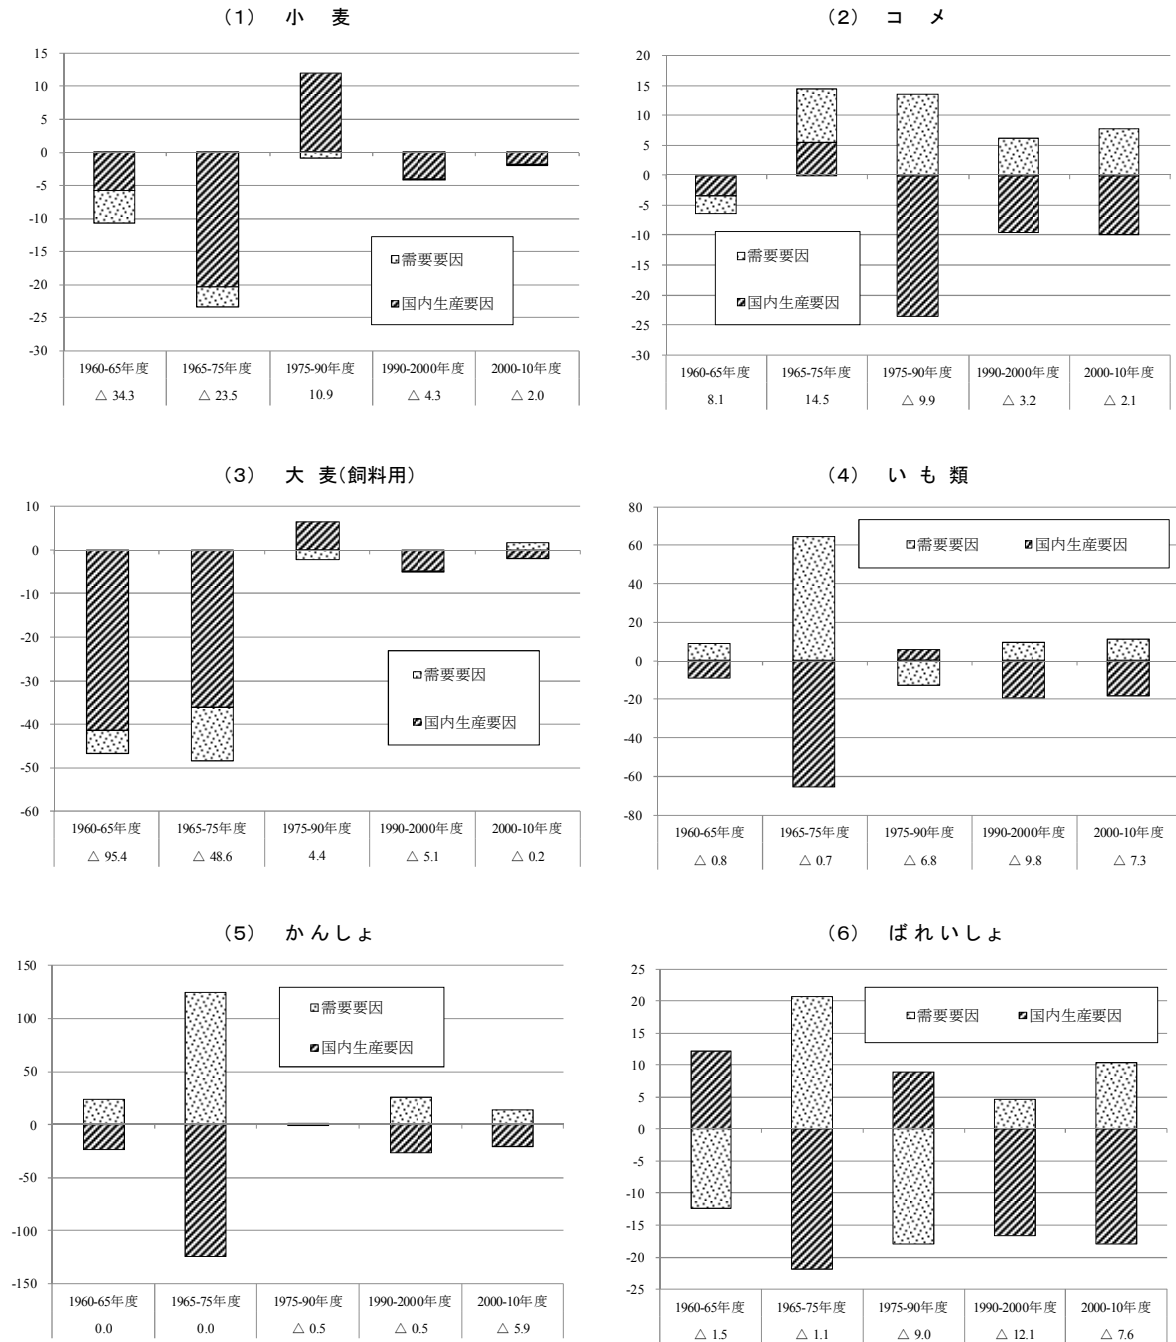 (1) 小 麦
15
10
5
0
-5
-10
-15
-20
-25
-30
需要要因
国内生産要因
1960-65年度 1965-75年度 1975-90年度 1990-2000年度 2000-10年度
△ 34.3 △ 23.5 10.9 △ 4.3 △ 2.0
(2) コ メ
20
15
10
5
0
-5
-10
-15
-20
-25
-30
需要要因
国内生産要因
1960-65年度 1965-75年度 1975-90年度 1990-2000年度 2000-10年度
8.1 14.5 △ 9.9 △ 3.2 △ 2.1
(3) 大 麦(飼料用)
10
0
-10
-20
-30
-40
-50
-60
需要要因
国内生産要因
1960-65年度 1965-75年度 1975-90年度 1990-2000年度 2000-10年度
△ 95.4 △ 48.6 4.4 △ 5.1 △ 0.2
(4) い も 類
80
60
40
20
0
-20
-40
-60
-80
需要要因 国内生産要因
1960-65年度 1965-75年度 1975-90年度 1990-2000年度 2000-10年度
△ 0.8 △ 0.7 △ 6.8 △ 9.8 △ 7.3
(5) か ん し ょ
150
100
50
0
-50
-100
-150
需要要因
国内生産要因
1960-65年度 1965-75年度 1975-90年度 1990-2000年度 2000-10年度
0.0 0.0 △ 0.5 △ 0.5 △ 5.9
(6) ば れ い し ょ
25
20
15
10
5
0
-5
-10
-15
-20
-25
需要要因 国内生産要因
1960-65年度 1965-75年度 1975-90年度 1990-2000年度 2000-10年度
△ 1.5 △ 1.1 △ 9.0 △ 12.1 △ 7.6